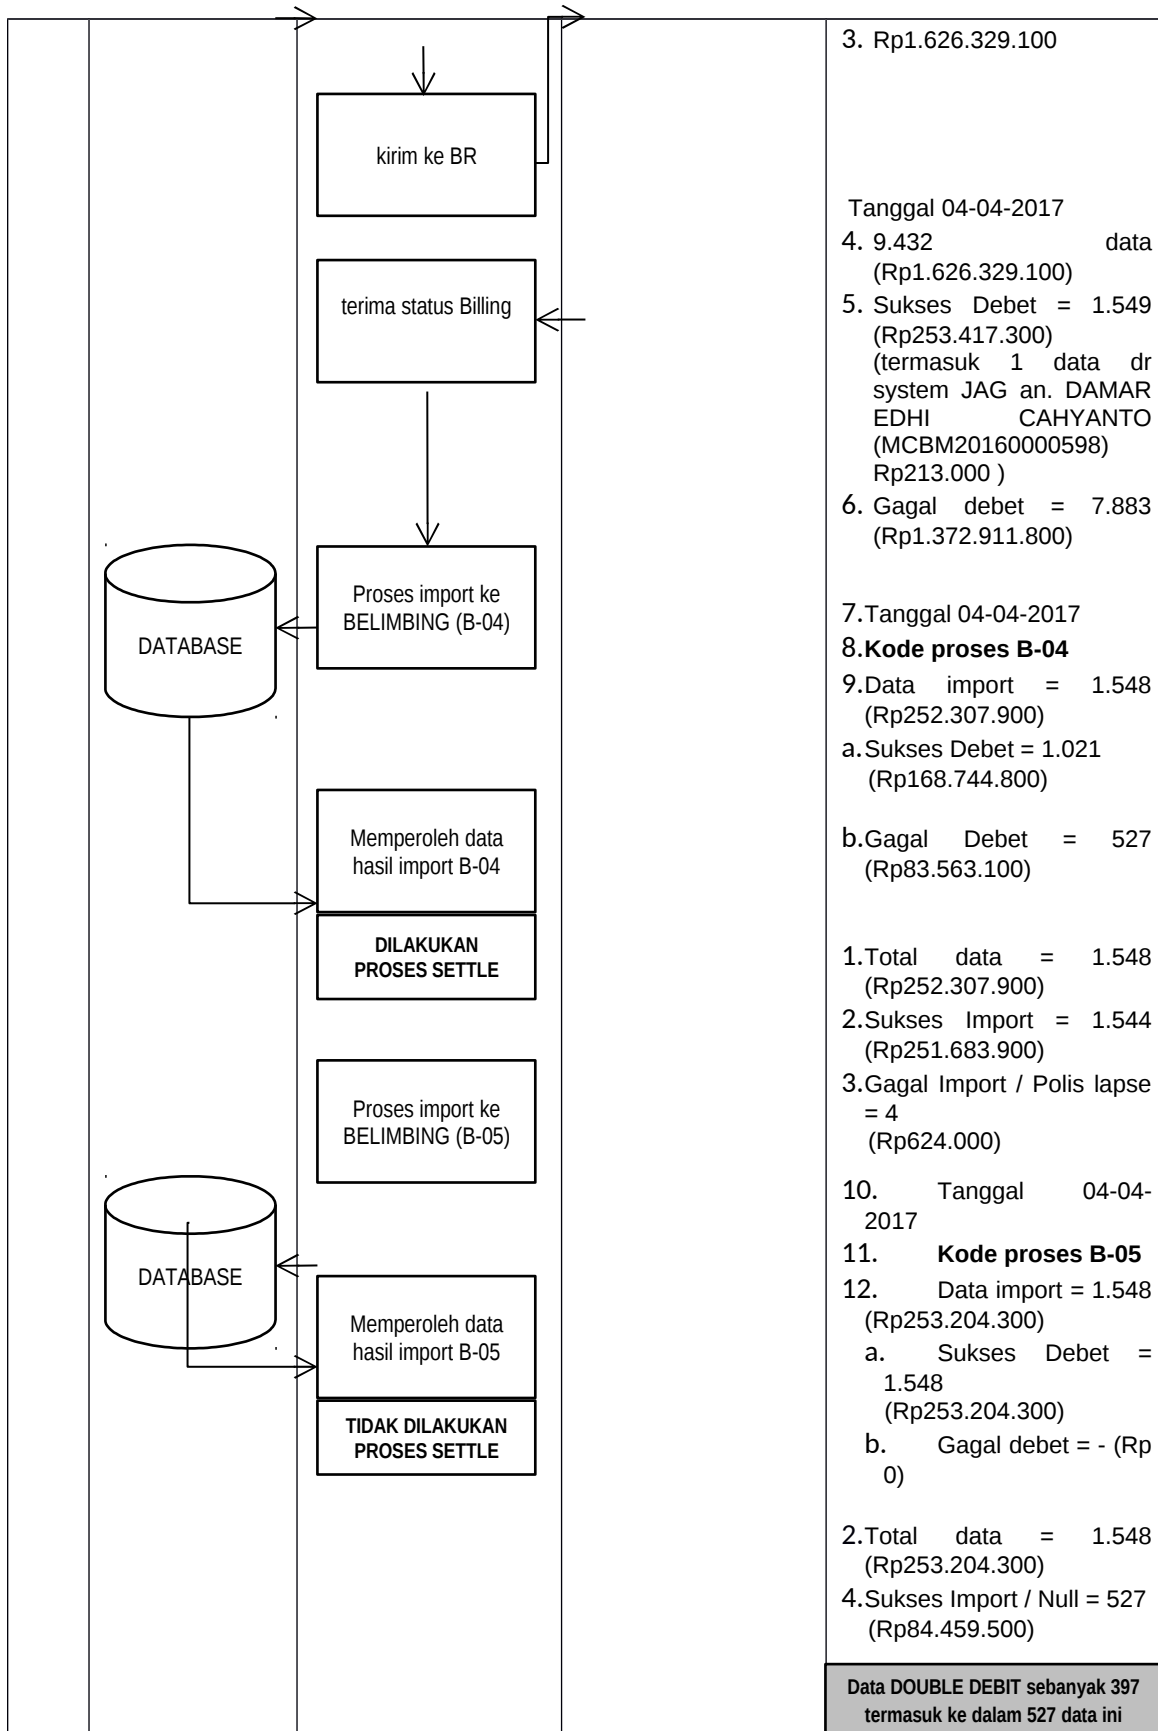 kirim ke BR
terima status Billing
Proses import ke
BELIMBING (B-04)
DATABASE
Memperoleh data
hasil import B-04
DILAKUKAN
PROSES SETTLE
Proses import ke
BELIMBING (B-05)
DATABASE
Memperoleh data
hasil import B-05
TIDAK DILAKUKAN
PROSES SETTLE
3. Rp1.626.329.100
Tanggal 04-04-2017
4. 9.432 data
(Rp1.626.329.100)
5. Sukses Debet = 1.549
(Rp253.417.300)
(termasuk 1 data dr
system JAG an. DAMAR
EDHI CAHYANTO
(MCBM20160000598)
Rp213.000 )
6. Gagal debet = 7.883
(Rp1.372.911.800)
7.Tanggal 04-04-2017
8.Kode proses B-04
9.Data import = 1.548
(Rp252.307.900)
a.Sukses Debet = 1.021
(Rp168.744.800)
b.Gagal Debet = 527
(Rp83.563.100)
1.Total data = 1.548
(Rp252.307.900)
2.Sukses Import = 1.544
(Rp251.683.900)
3.Gagal Import / Polis lapse
= 4
(Rp624.000)
10. Tanggal 04-04-
2017
11. Kode proses B-05
12. Data import = 1.548
(Rp253.204.300)
a. Sukses Debet =
1.548
(Rp253.204.300)
b. Gagal debet = - (Rp
0)
2.Total data = 1.548
(Rp253.204.300)
4.Sukses Import / Null = 527
(Rp84.459.500)
Data DOUBLE DEBIT sebanyak 397
termasuk ke dalam 527 data ini